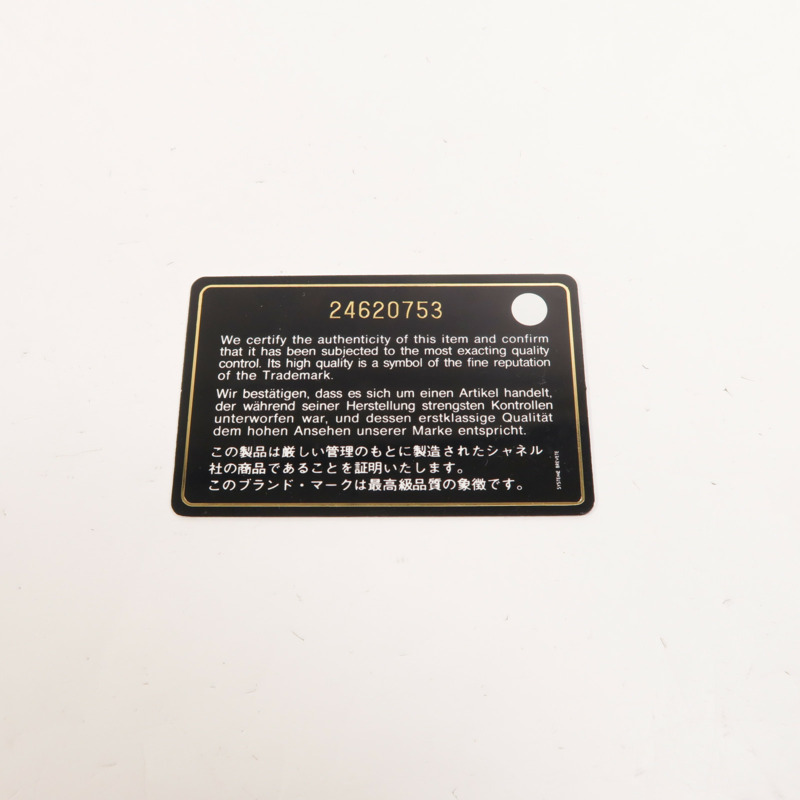 24620753
We certify the authenticity of this item and confirm
that it has been subjected to the most exacting quality
control. Its high quality is a symbol of the fine reputation
of the Trademark.
Wir bestätigen, dass es sich um einen Artikel handelt,
der während seiner Herstellung strengsten Kontrollen
unterworfen war, und dessen erstklassige Qualität
dem hohen Ansehen unserer Marke entspricht.
この製品は厳しい管理のもとに製造されたシャネル
社の商品であることを証明いたします。
このブランド・マークは最高級品質の象徴です。
SYSTEME BREVETE